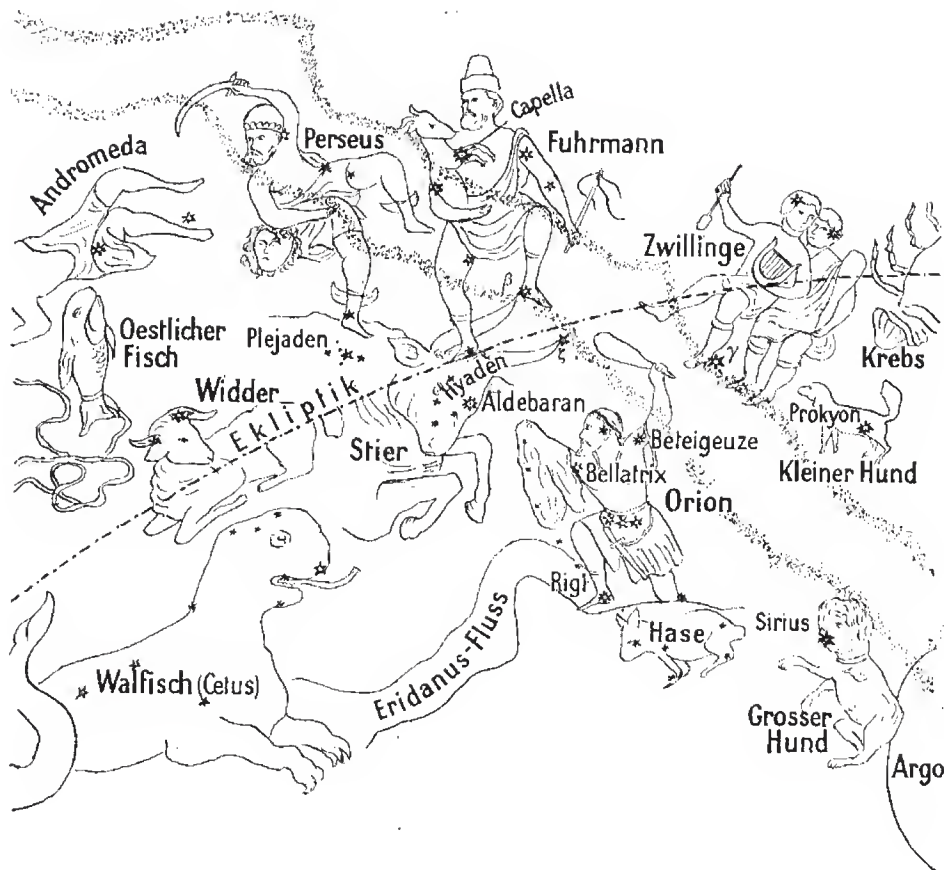 Capella
Perseus
Fuhrmann
Andromeda
Zwillinge
β
Oestlicher
Fisch
Plejaden
ζ
γ
Krebs
Widder
Hyaden
Ekliptik
Aldebaran
Prokyon
Stier
Beteigeuze
Bellatrix
Kleiner Hund
Orion
Rigl
Hase
Sirius
Eridanus-Fluss
Walfisch (Cetus)
Grosser
Hund
Argo